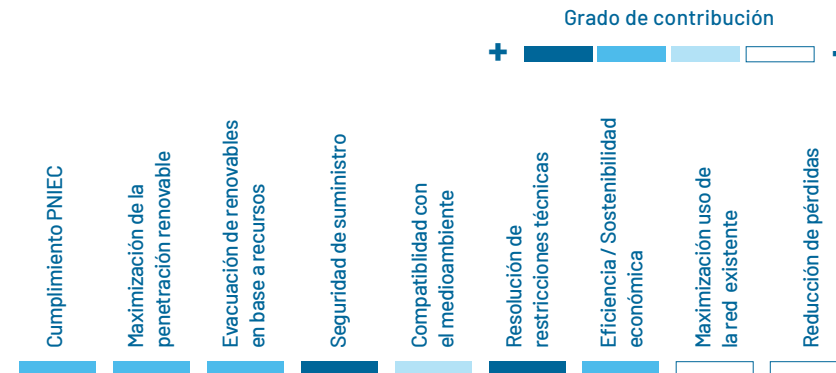 Grado de contribución
+ -
Cumplimiento PNIEC
Maximización de la
penetración renovable
Evacuación de renovables
en base a recursos
Seguridad de suministro
Compatiblidad con
el medioambiente
Resolución de
restricciones técnicas
Eficiencia / Sostenibilidad
económica
Maximización uso de
la red existente
Reducción de pérdidas